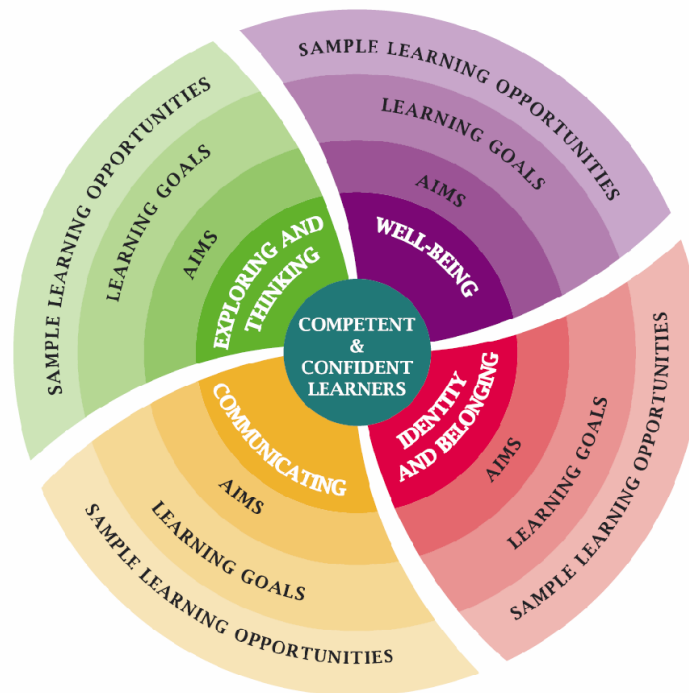 COMPETENT
&
CONFIDENT
LEARNERS
WELL-BEING
AIMS
LEARNING GOALS
SAMPLE LEARNING OPPORTUNITIES
IDENTITY
AND BELONGING
AIMS
LEARNING GOALS
SAMPLE LEARNING OPPORTUNITIES
COMMUNICATING
AIMS
LEARNING GOALS
SAMPLE LEARNING OPPORTUNITIES
EXPLORING AND
THINKING
AIMS
LEARNING GOALS
SAMPLE LEARNING OPPORTUNITIES